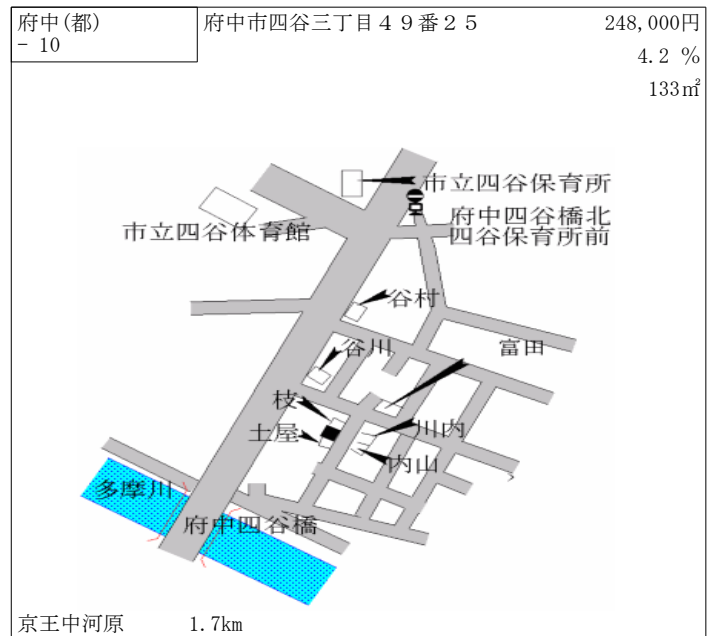 府中(都) 府中市四谷三丁目４９番２５ 248,000円
- 10
4.2 %
133㎡
市立四谷保育所
府中四谷橋北
市立四谷体育館 四谷保育所前
谷村
谷川
富田
枝
川内
土屋
内山
多摩川
府中四谷橋
京王中河原 1.7km